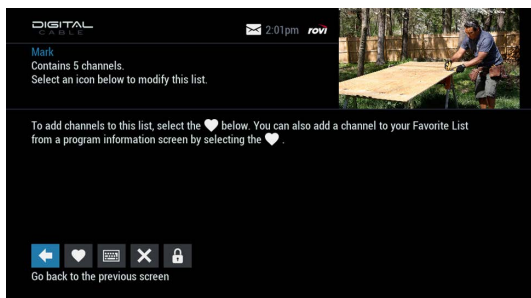 DIGITAL
CABLE
2:01pm rovi
Mark
Contains 5 channels.
Select an icon below to modify this list.
To add channels to this list, select the below. You can also add a channel to your Favorite List
from a program information screen by selecting the .
Go back to the previous screen